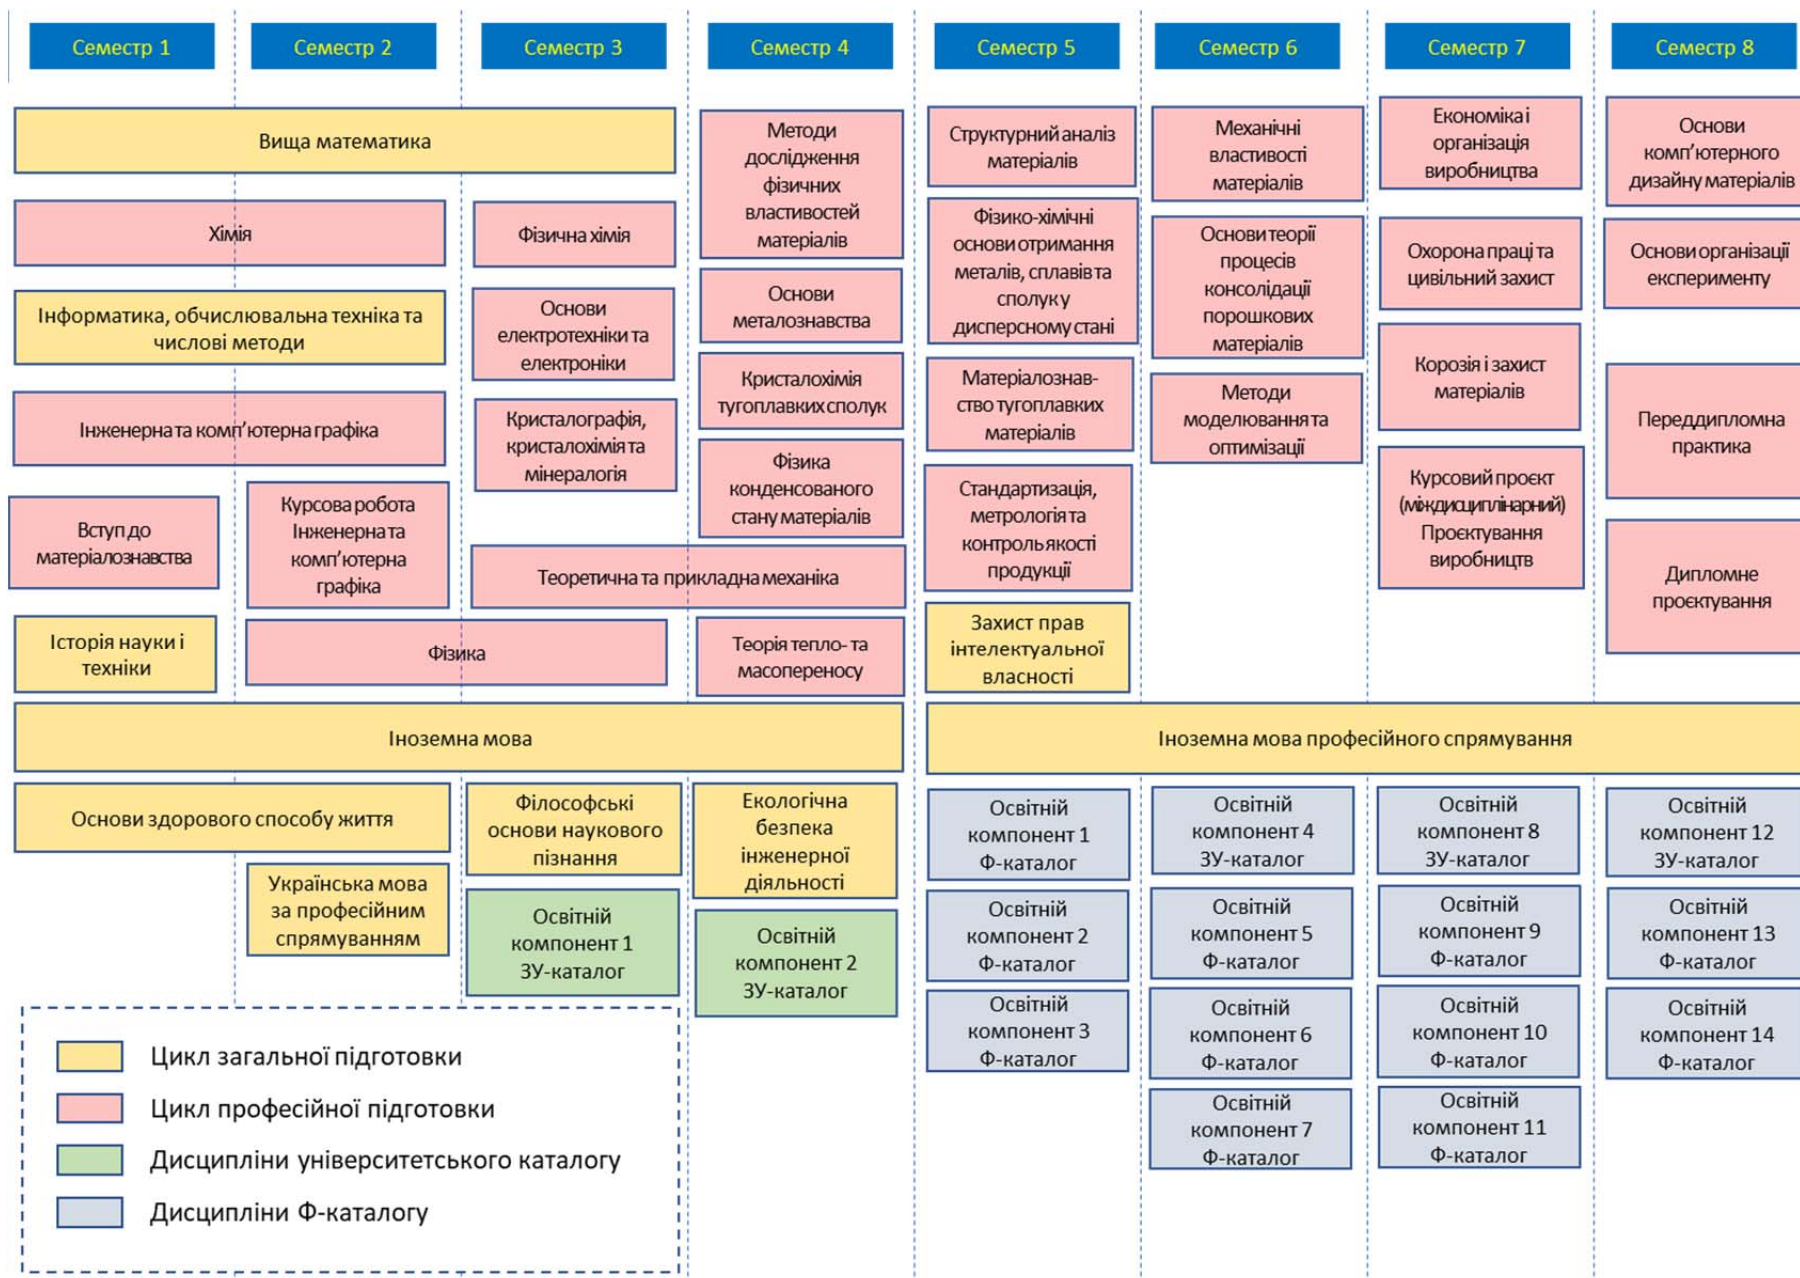 Семестр 1
Семестр 2
Семестр 3
Семестр 4
Семестр 5
Семестр 6
Семестр 7
Семестр 8
Вища математика
Хімія
Інформатика, обчислювальна техніка та
числові методи
Інженерна та комп’ютерна графіка
Вступ до
матеріалознавства
Курсова робота
Інженерна та
комп’ютерна
графіка
Історія науки і
техніки
Фізика
Фізична хімія
Основи
електротехніки та
електроніки
Кристалографія,
кристалохімія та
мінералогія
Теоретична та прикладна механіка
Методи
дослідження
фізичних
властивостей
матеріалів
Основи
металознавства
Кристалохімія
тугоплавких сполук
Фізика
конденсованого
стану матеріалів
Теорія тепло- та
масопереносу
Структурний аналіз
матеріалів
Фізико-хімічні
основи отримання
металів, сплавів та
сполук у
дисперсному стані
Матеріалознав-
ство тугоплавких
матеріалів
Стандартизація,
метрологія та
контроль якості
продукції
Захист прав
інтелектуальної
власності
Механічні
властивості
матеріалів
Основи теорії
процесів
консолідації
порошкових
матеріалів
Методи
моделювання та
оптимізації
Економіка і
організація
виробництва
Охорона праці та
цивільний захист
Корозія і захист
матеріалів
Курсовий проєкт
(міждисциплінарний)
Проєктування
виробництв
Основи
комп’ютерного
дизайну матеріалів
Основи організації
експерименту
Переддипломна
практика
Дипломне
проєктування
Іноземна мова
Іноземна мова професійного спрямування
Основи здорового способу життя
Українська мова
за професійним
спрямуванням
Філософські
основи наукового
пізнання
Освітній
компонент 1
ЗУ-каталог
Екологічна
безпека
інженерної
діяльності
Освітній
компонент 2
ЗУ-каталог
Освітній
компонент 1
Ф-каталог
Освітній
компонент 2
Ф-каталог
Освітній
компонент 3
Ф-каталог
Освітній
компонент 4
ЗУ-каталог
Освітній
компонент 5
Ф-каталог
Освітній
компонент 6
Ф-каталог
Освітній
компонент 7
Ф-каталог
Освітній
компонент 8
ЗУ-каталог
Освітній
компонент 9
Ф-каталог
Освітній
компонент 10
Ф-каталог
Освітній
компонент 11
Ф-каталог
Освітній
компонент 12
ЗУ-каталог
Освітній
компонент 13
Ф-каталог
Освітній
компонент 14
Ф-каталог
Цикл загальної підготовки
Цикл професійної підготовки
Дисципліни університетського каталогу
Дисципліни Ф-каталогу